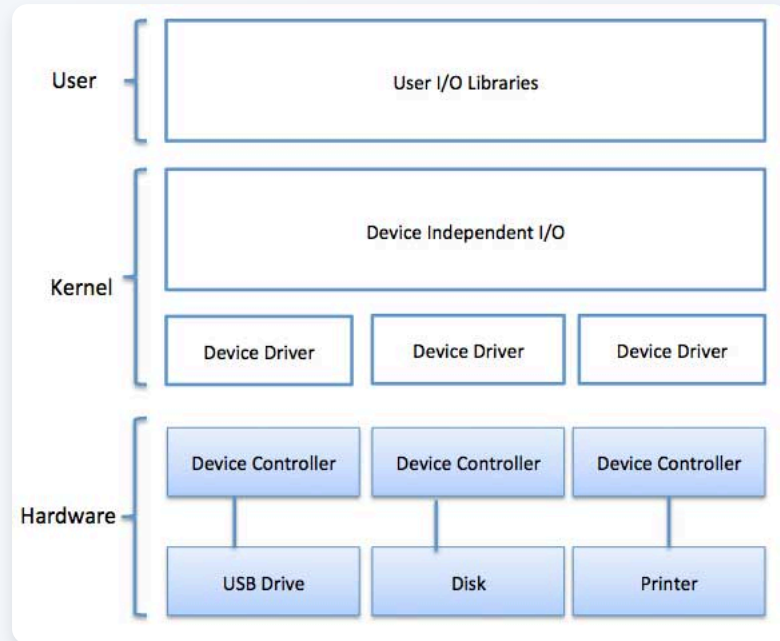 User
User I/O Libraries
Kernel
Device Independent I/O
Device Driver
Device Driver
Device Driver
Hardware
Device Controller
Device Controller
Device Controller
USB Drive
Disk
Printer